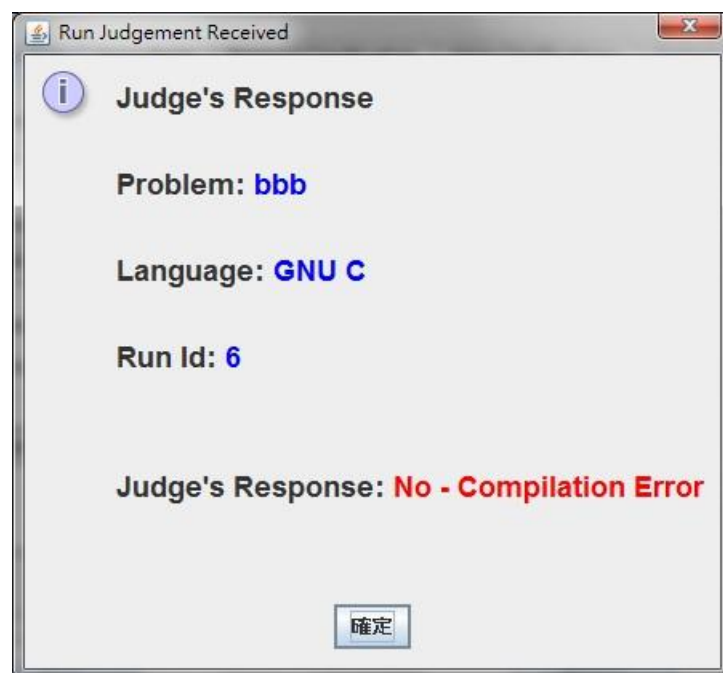 Run Judgement Received
Judge's Response
Problem: bbb
Language: GNU C
Run Id: 6
Judge's Response: No - Compilation Error
確定